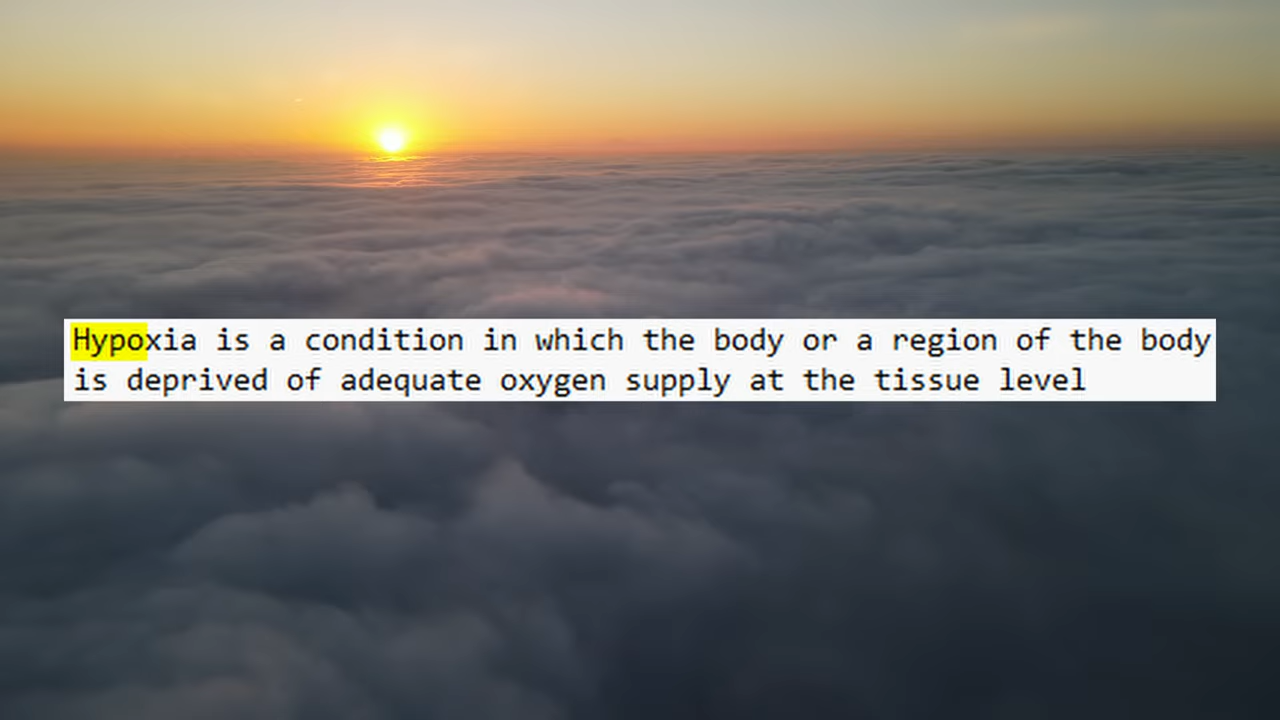 Hypoxia is a condition in which the body or a region of the body
is deprived of adequate oxygen supply at the tissue level